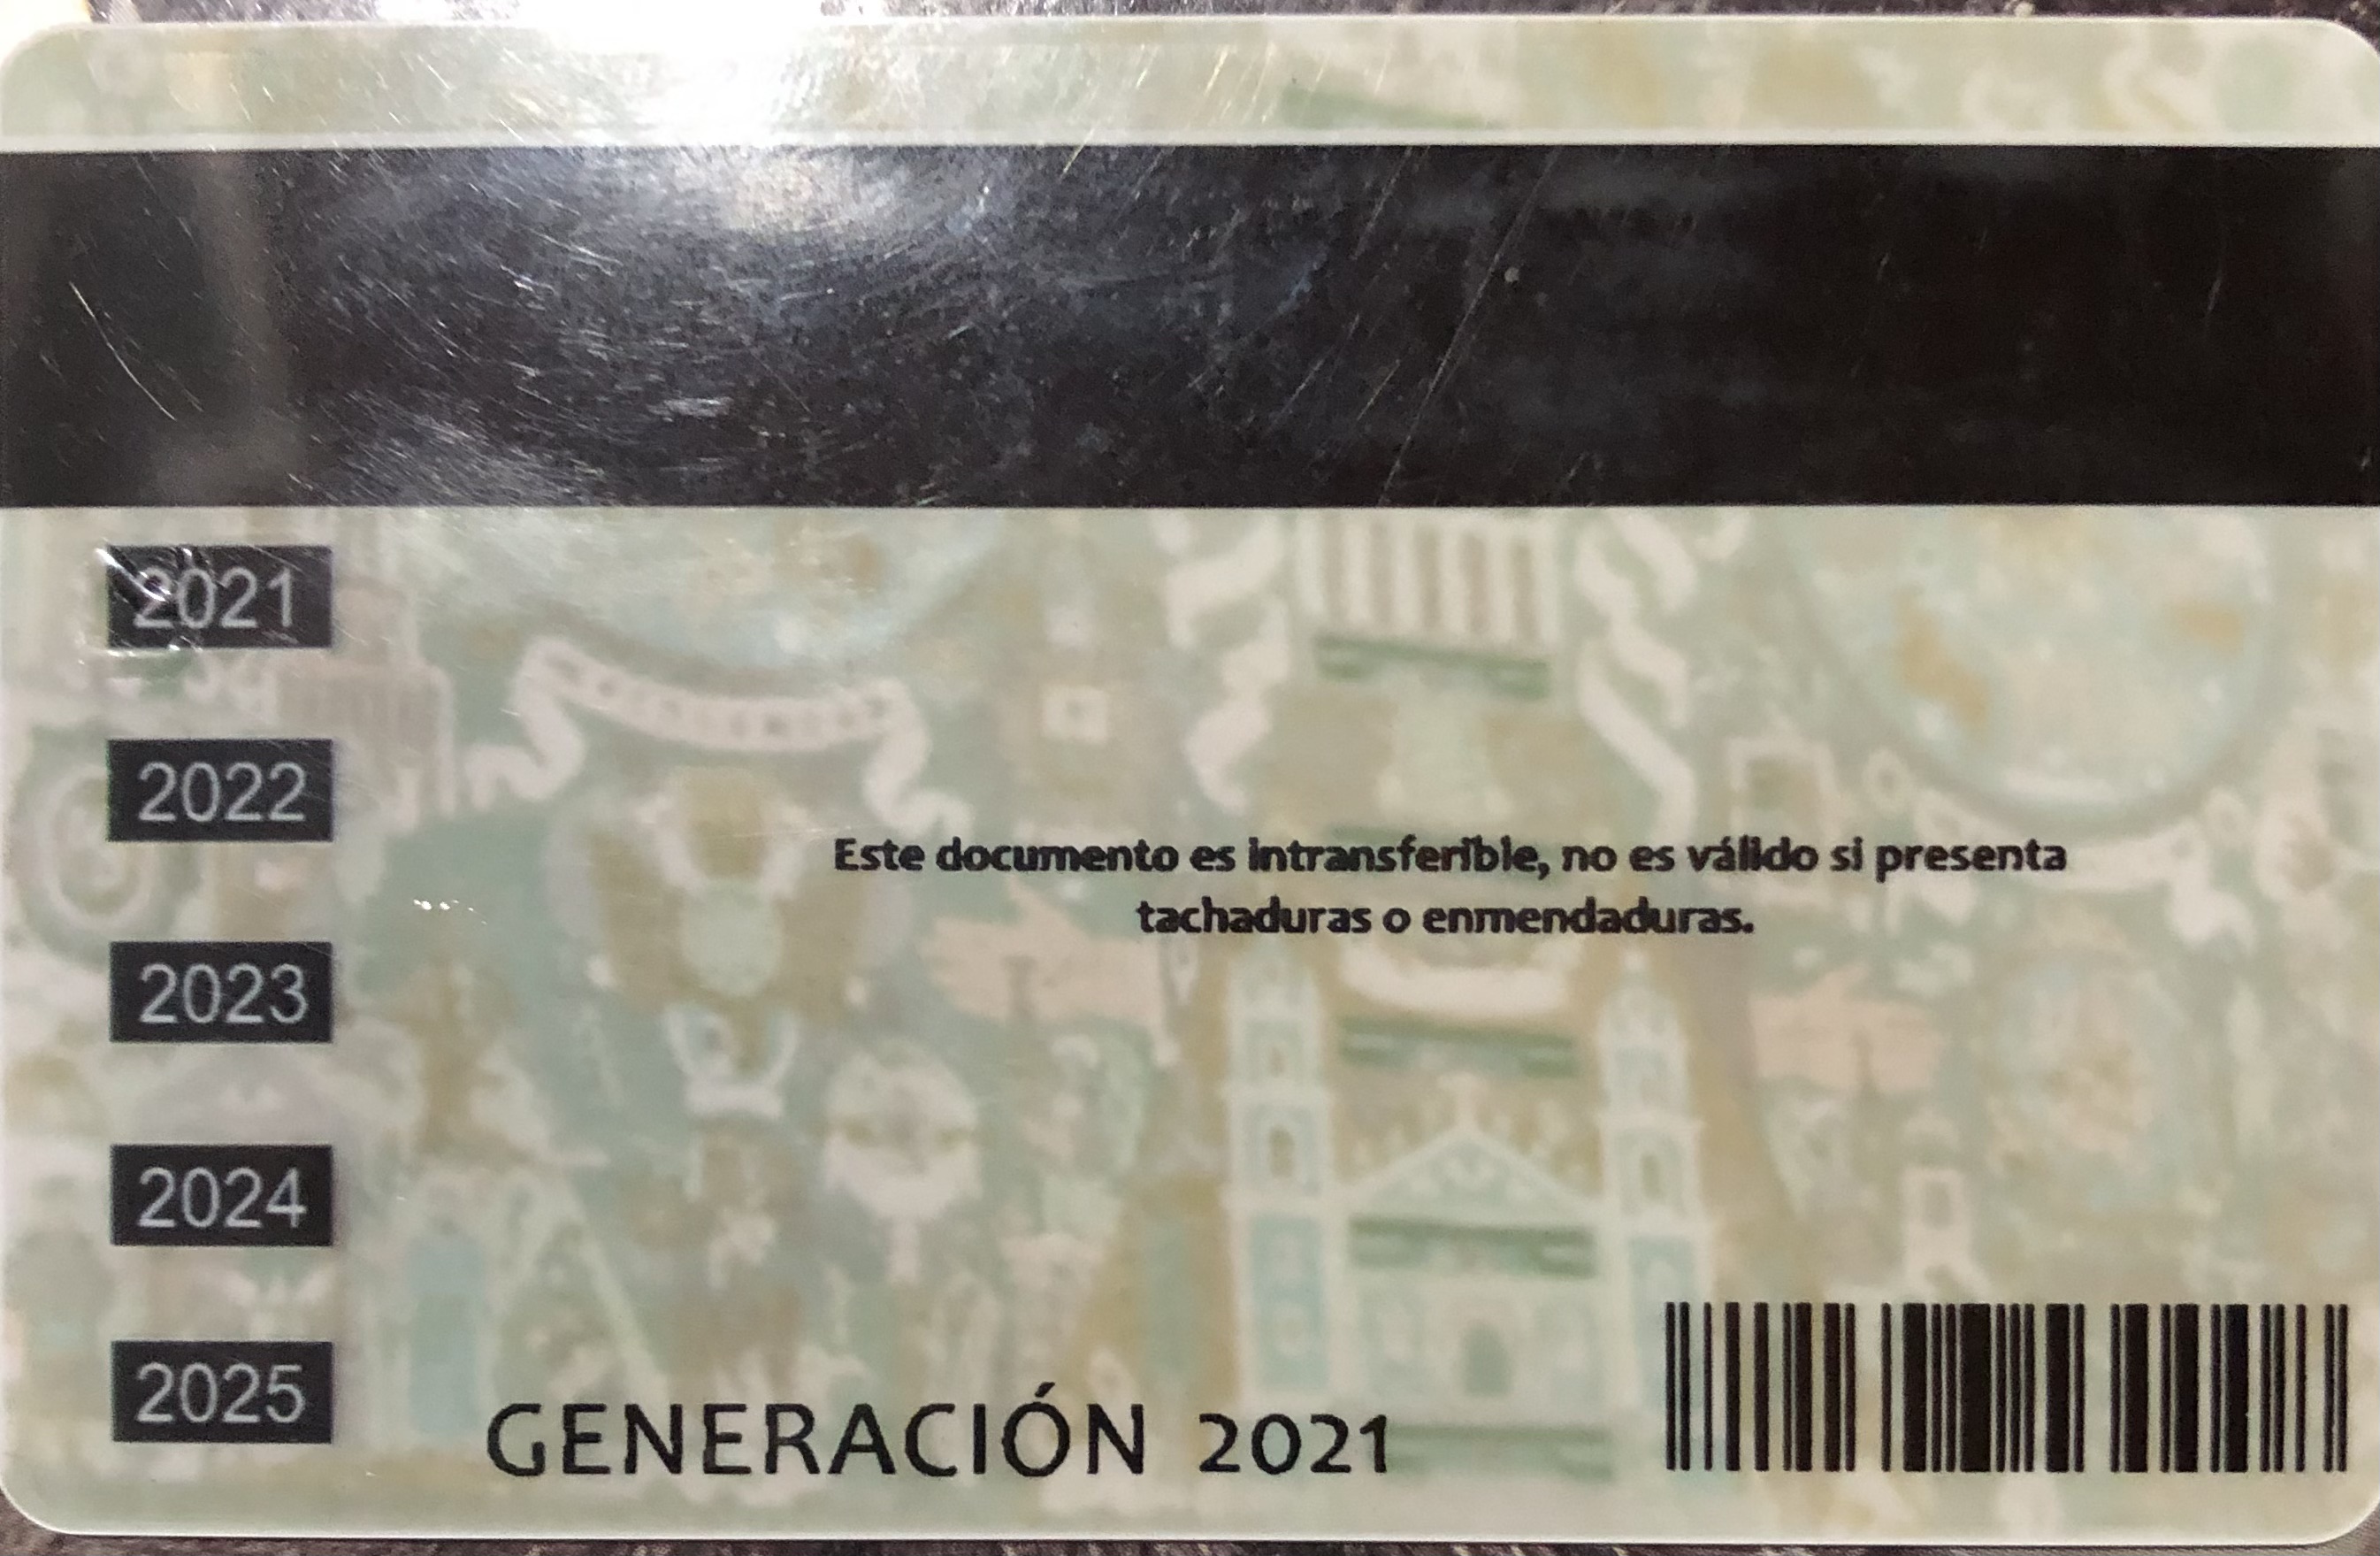 2021
2022
2023
2024
2025
Este documento es intransferible, no es válido si presenta
tachaduras o enmendaduras.
GENERACIÓN 2021